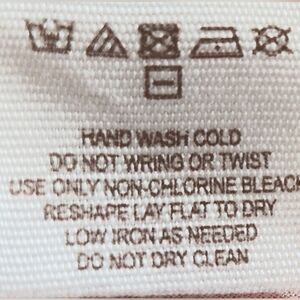 HAND WASH COLD
DO NOT WRING OR TWIST
USE ONLY NON-CHLORINE BLEACH
RESHAPE LAY FLAT TO DRY
LOW IRON AS NEEDED
DO NOT DRY CLEAN